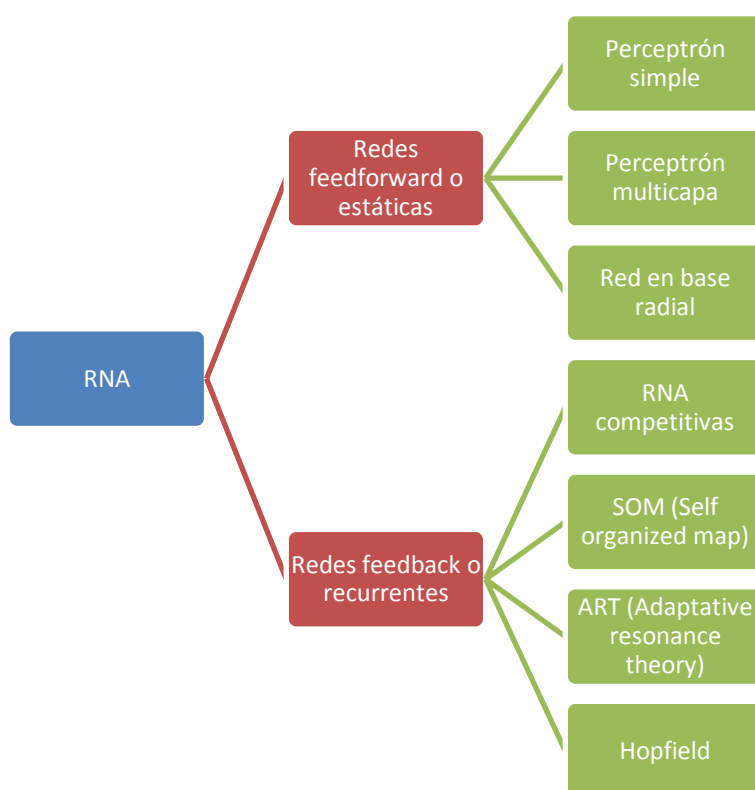 Perceptrón
simple
Redes
feedforward o
estáticas
Perceptrón
multicapa
Red en base
radial
RNA
RNA
competitivas
SOM (Self
organized map)
Redes feedback o
recurrentes
ART (Adaptative
resonance
theory)
Hopfield